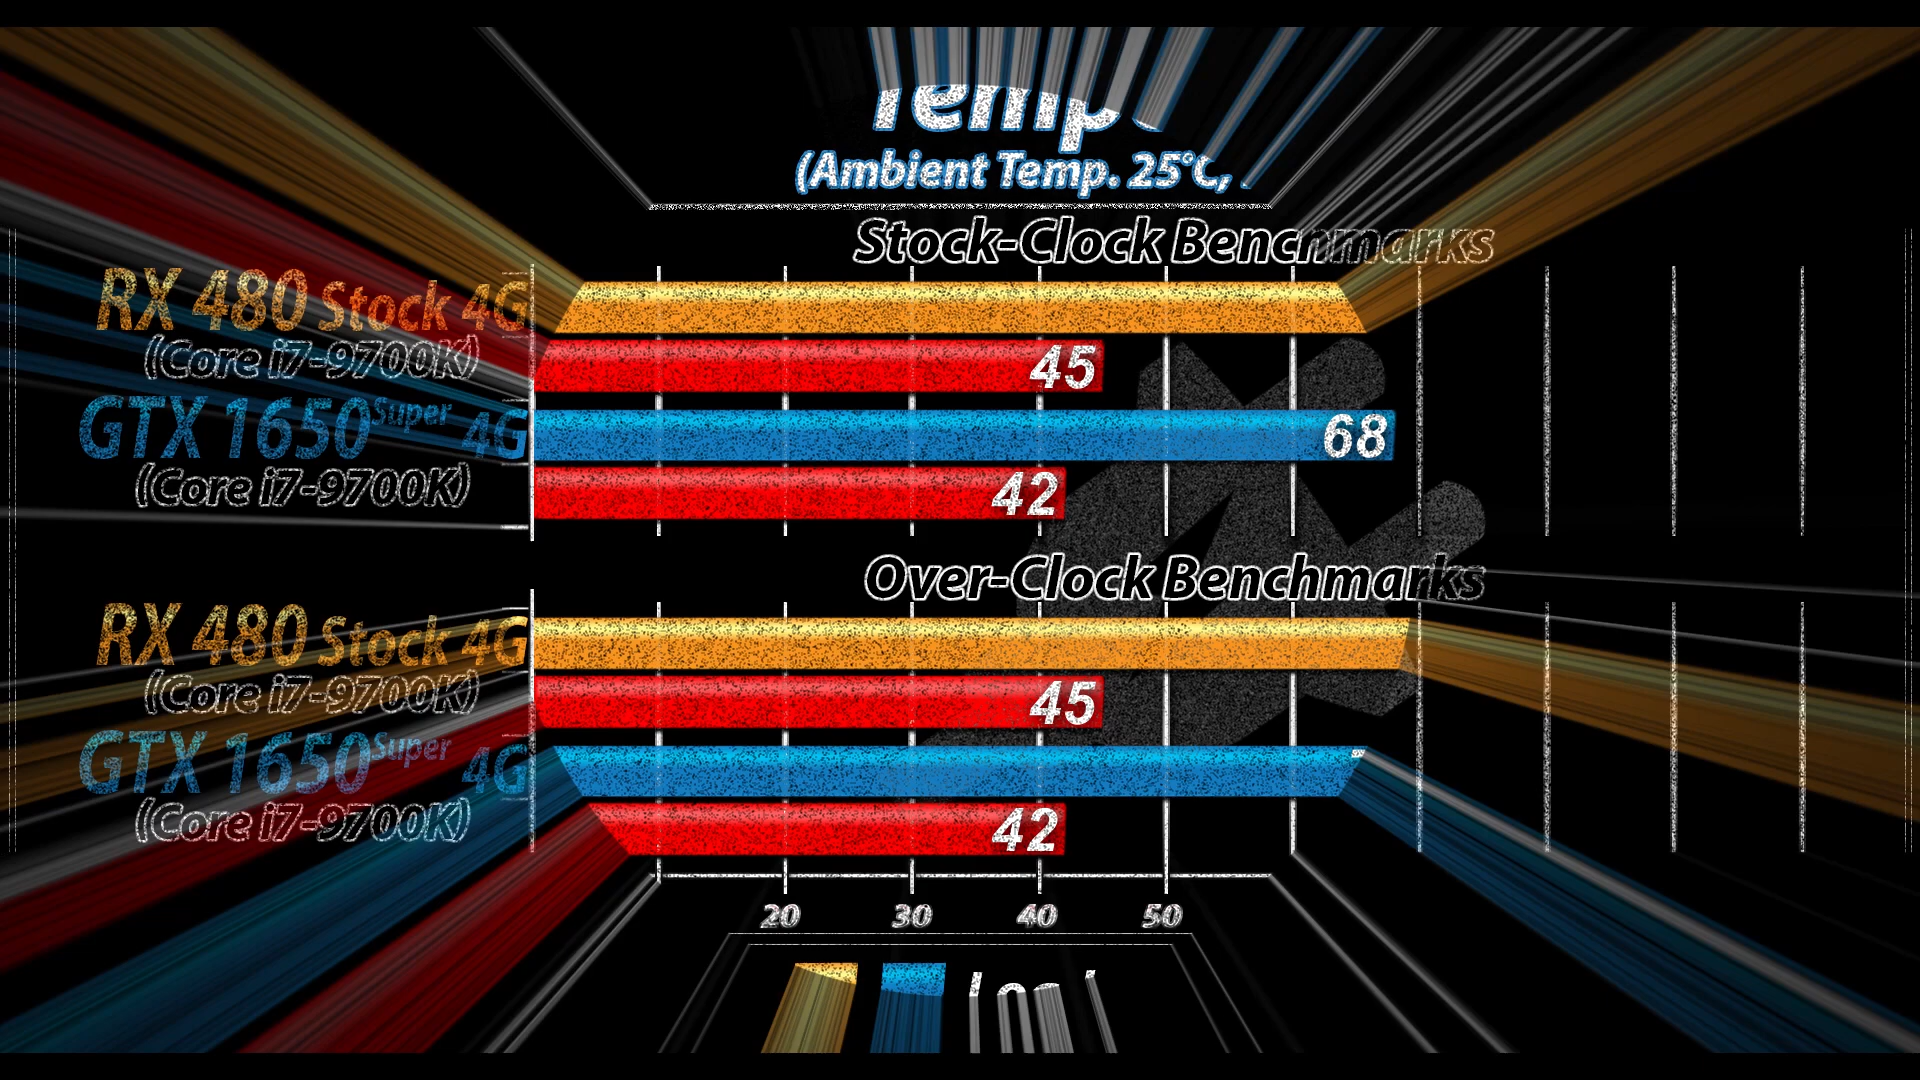 (Ambient Temp. 25°C,
Stock-Clock Benchmarks
RX 480 Stock 4G
(Core i7-9700K)
45
GTX 1650 Super 4G
68
(Core i7-9700K)
42
Over-Clock Benchmarks
RX 480 Stock 4G
(Core i7-9700K)
45
GTX 1650 Super 4G
(Core i7-9700K)
42
20 30 40 50